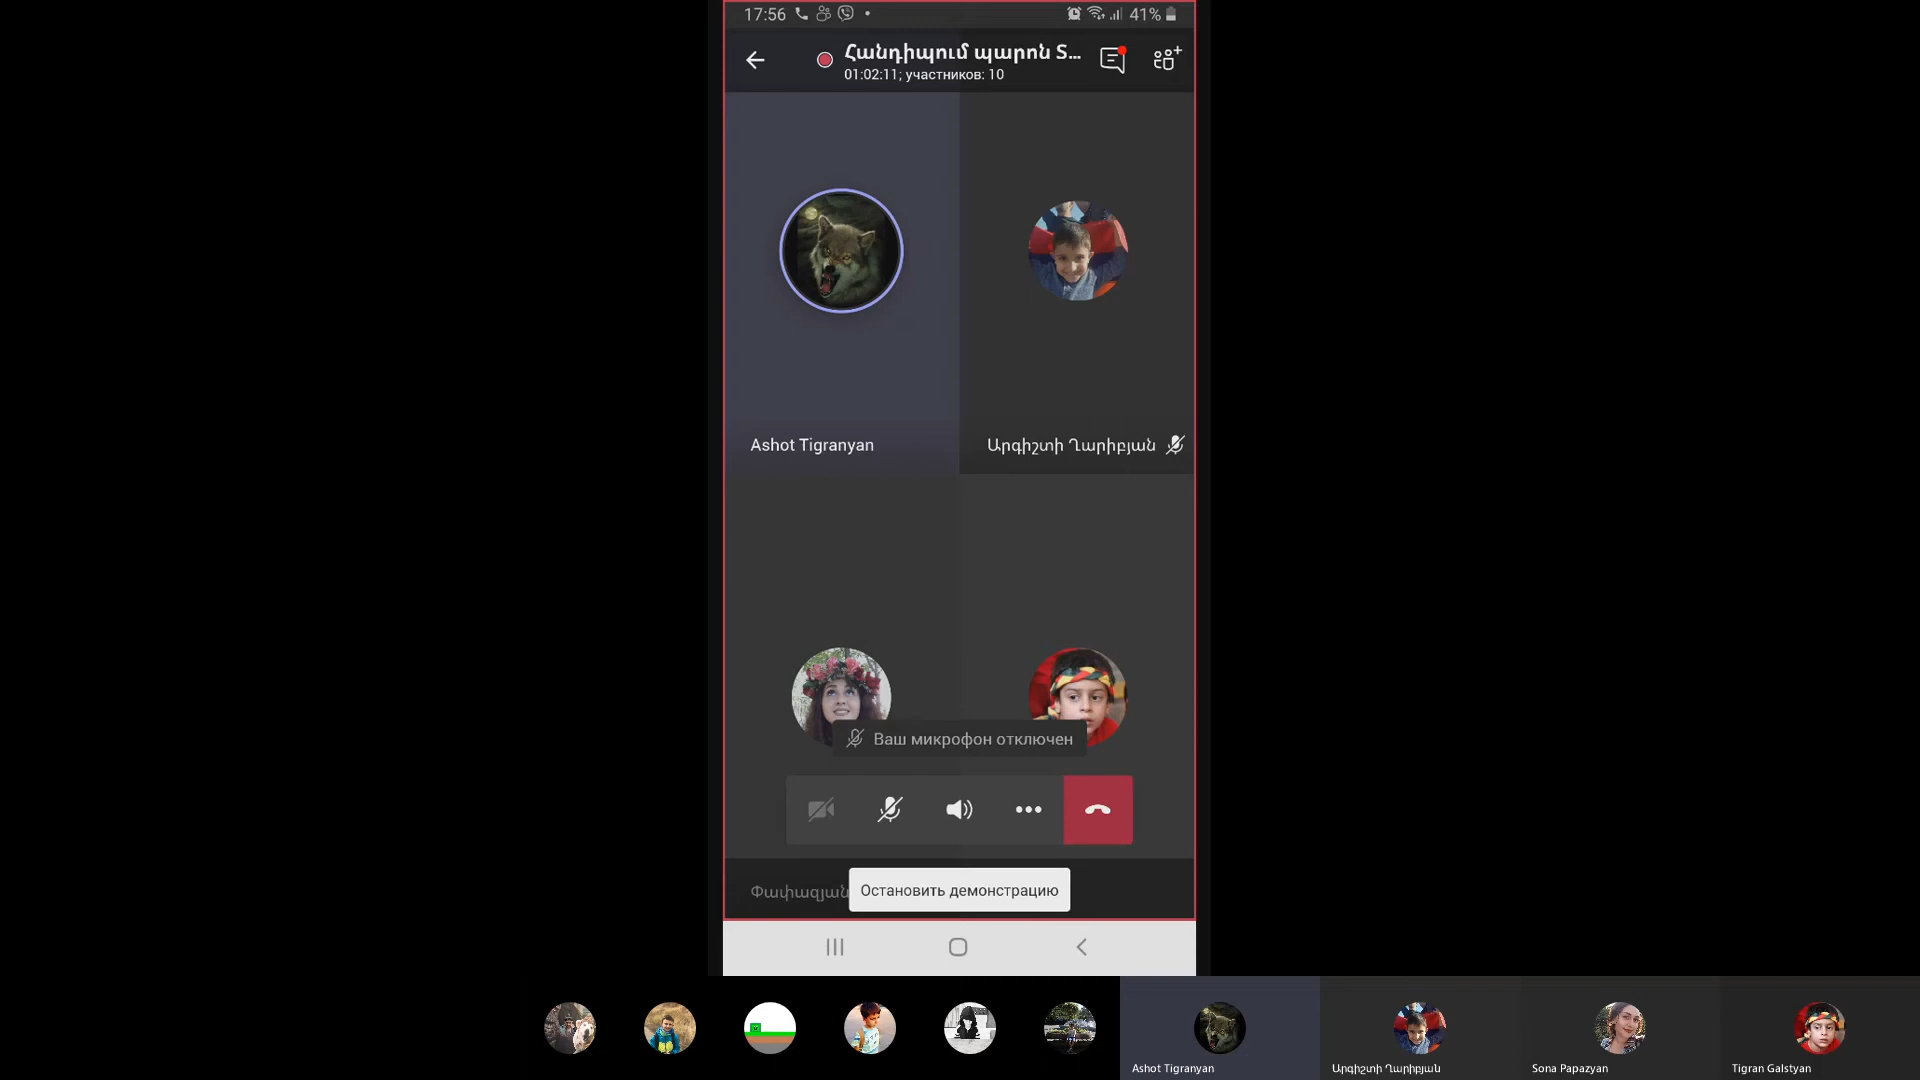 17:56
41%
Հանդիպում պարոն Տ...
01:02:11; участников: 10
Ashot Tigranyan
Արգիշտի Ղարիբյան
Ваш микрофон отключен
Փափազյան
Остановить демонстрацию
Ashot Tigranyan
Արգիշտի Ղարիբյան
Sona Papazyan
Tigran Galstyan